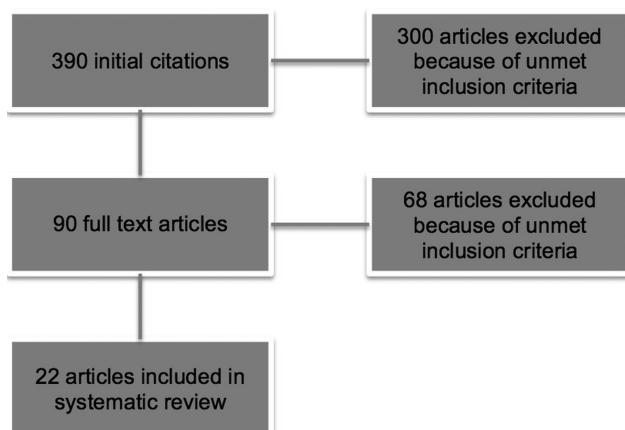 390 initial citations
300 articles excluded
because of unmet
inclusion criteria
90 full text articles
68 articles excluded
because of unmet
inclusion criteria
22 articles included in
systematic review